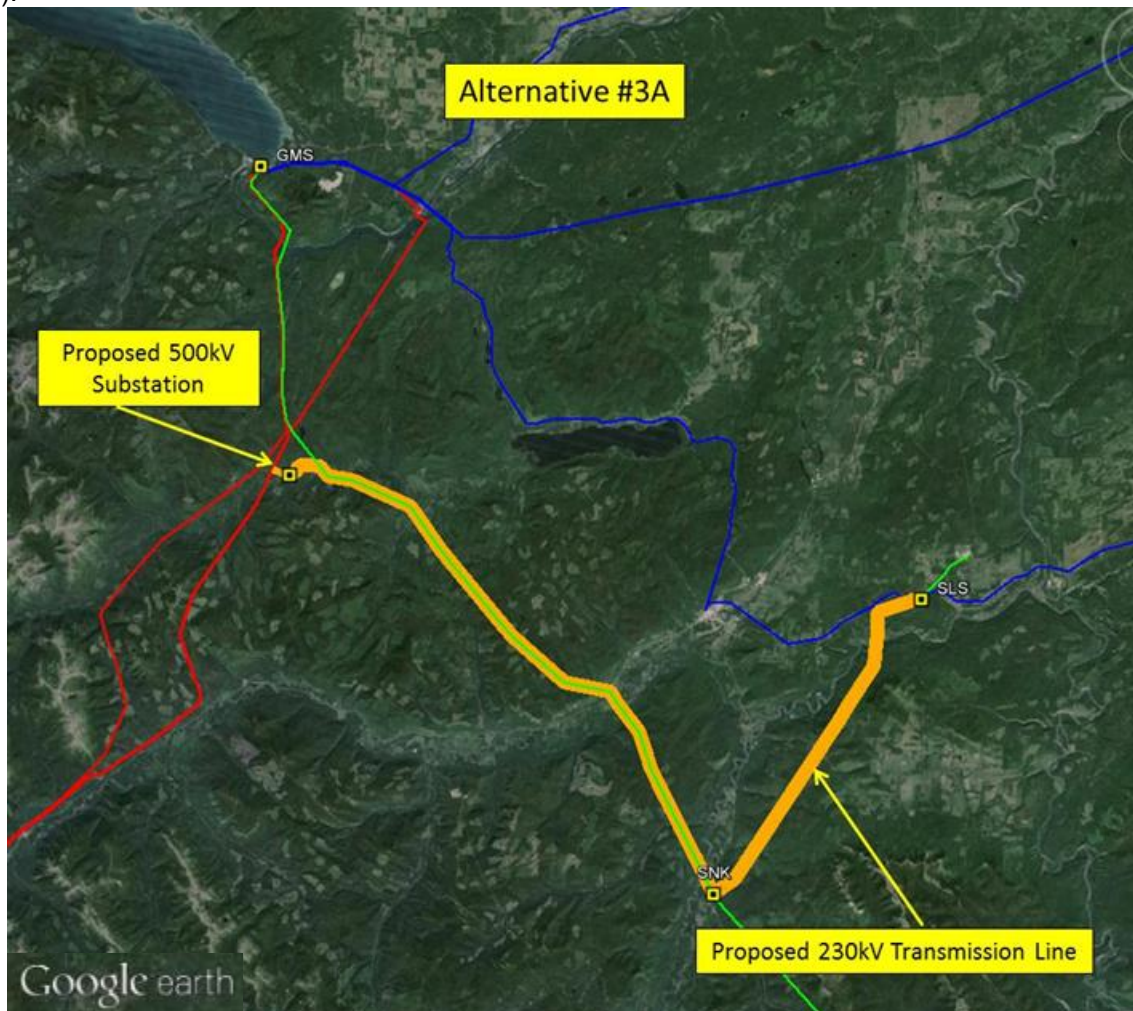 ).
Alternative #3A
GMS
Proposed 500kV
Substation
SLS
SNK
Proposed 230kV Transmission Line
Google earth